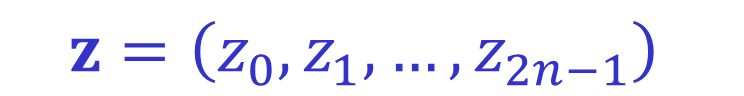 𝐳 = (z₀, z₁, … , z₂ₙ₋₁)